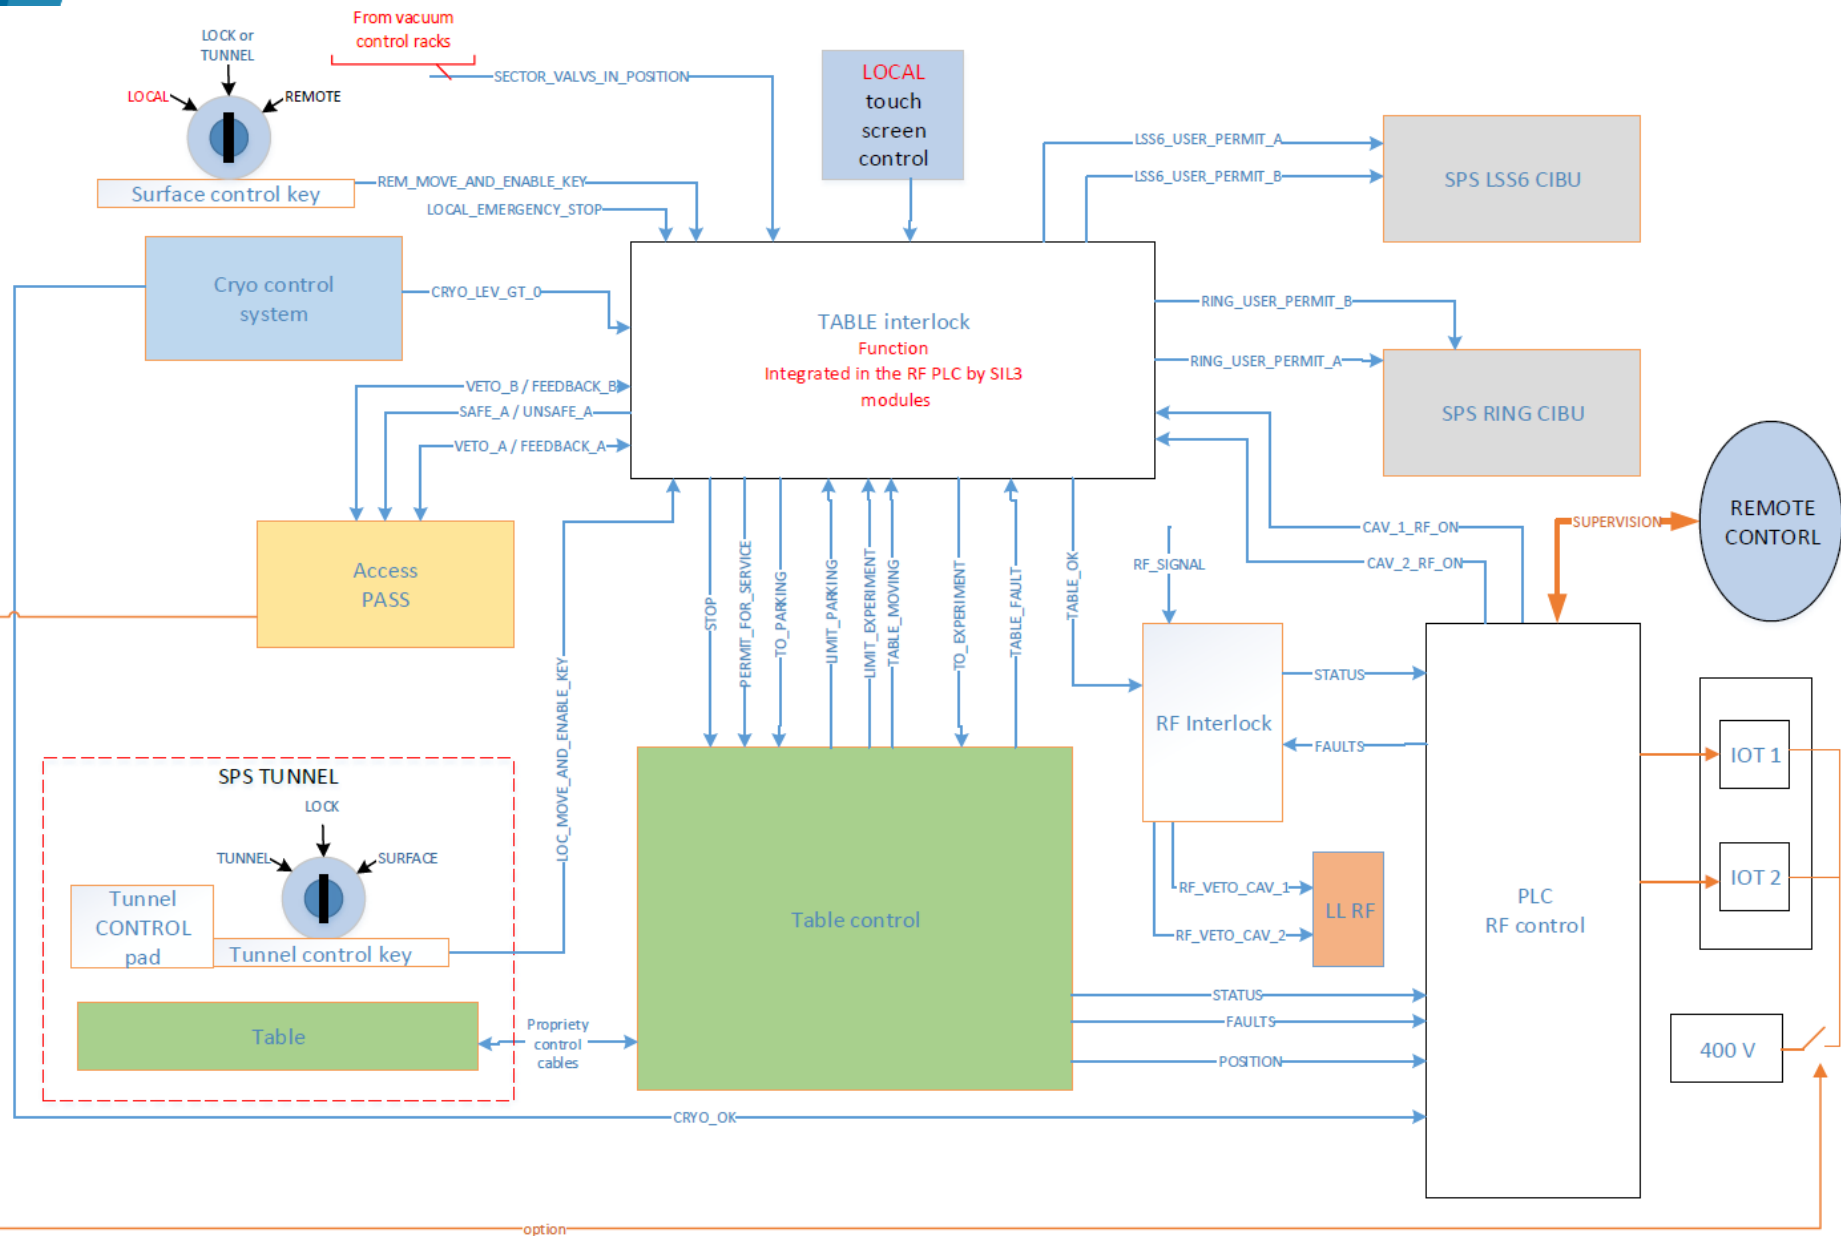 From vacuum
control racks
LOCK or
TUNNEL
LOCAL
REMOTE
SECTOR_VALVS_IN_POSITION
LOCAL
touch
screen
control
Surface control key
REM_MOVE_AND_ENABLE_KEY
LOCAL_EMERGENCY_STOP
LSS6_USER_PERMIT_A
LSS6_USER_PERMIT_B
SPS LSS6 CIBU
Cryo control
system
CRYO_LEV_GT_0
TABLE interlock
Function
Integrated in the RF PLC by SIL3
modules
RING_USER_PERMIT_B
RING_USER_PERMIT_A
SPS RING CIBU
VETO_B / FEEDBACK_B
SAFE_A / UNSAFE_A
VETO_A / FEEDBACK_A
Access
PASS
STOP
PERMIT_FOR_SERVICE
TO_PARKING
LIMIT_PARKING
LIMIT_EXPERIMENT
TABLE_MOVING
TO_EXPERIMENT
TABLE_FAULT
TABLE_OK
RF_SIGNAL
CAV_1_RF_ON
CAV_2_RF_ON
SUPERVISION
REMOTE
CONTORL
LOC_MOVE_AND_ENABLE_KEY
RF Interlock
STATUS
FAULTS
IOT 1
IOT 2
SPS TUNNEL
LOCK
TUNNEL
SURFACE
Tunnel
CONTROL
pad
Tunnel control key
Table
Propriety
control
cables
Table control
RF_VETO_CAV_1
RF_VETO_CAV_2
LL RF
PLC
RF control
STATUS
FAULTS
POSITION
400 V
CRYO_OK
option